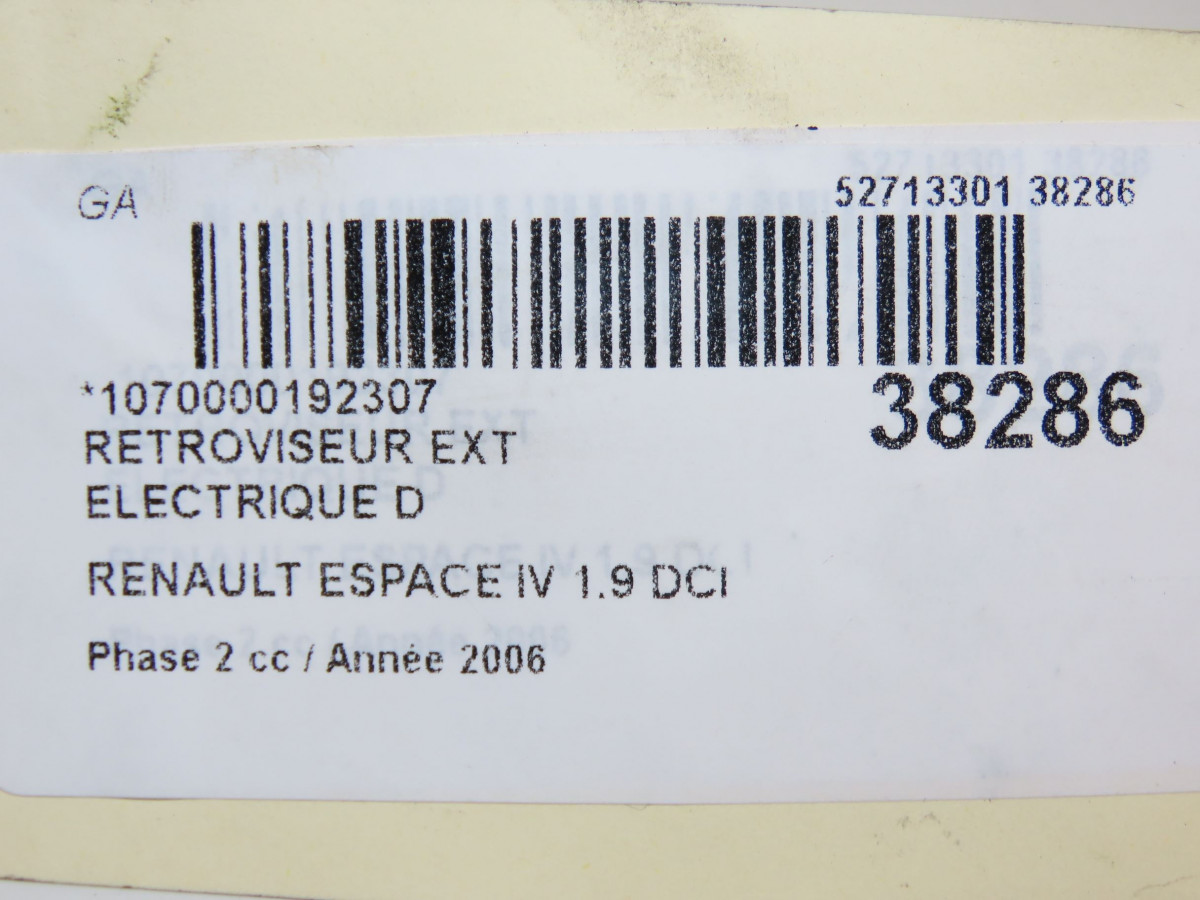 GA
52713301 38286
*1070000192307
38286
RETROVISEUR EXT
ELECTRIQUE D
RENAULT ESPACE IV 1.9 DCI
Phase 2 cc / Année 2006